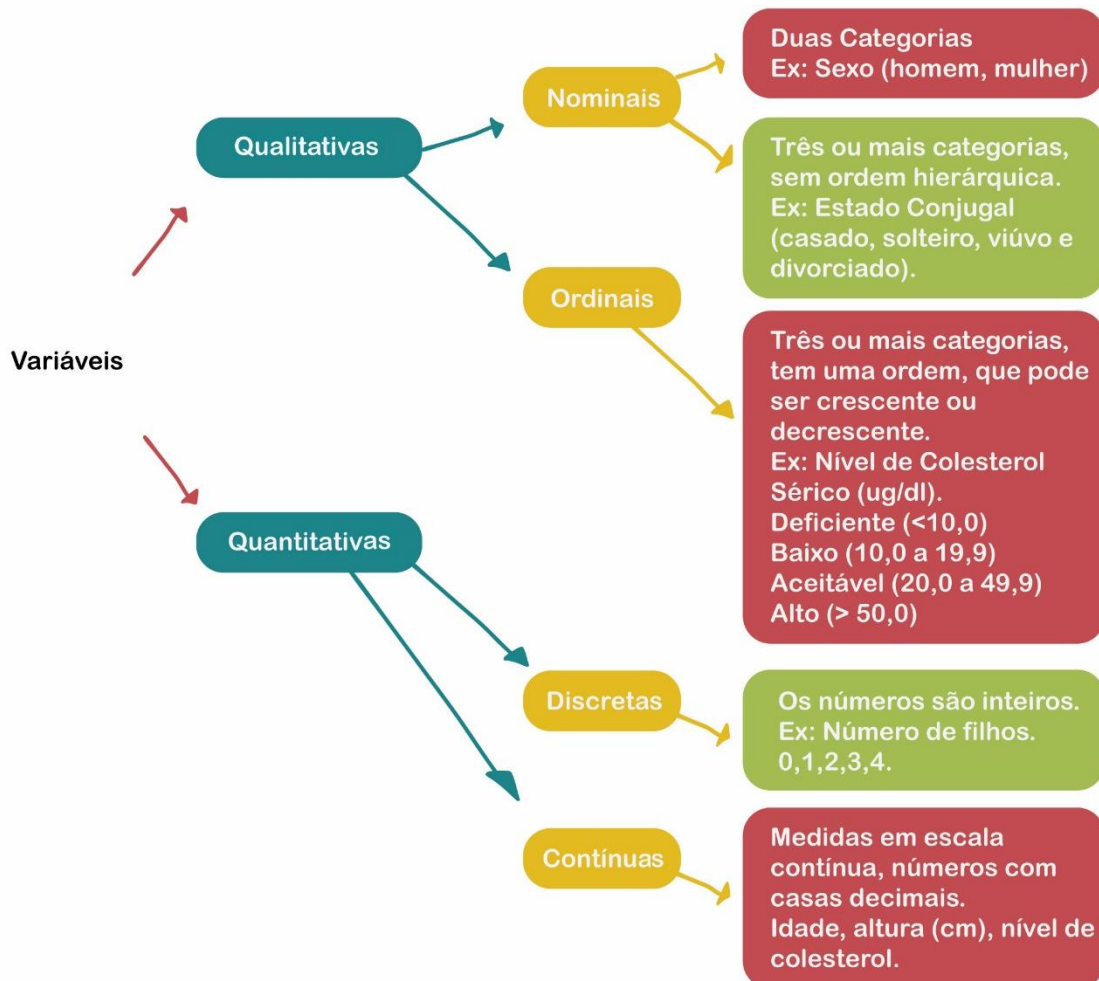 Variáveis
Qualitativas
Nominais
Duas Categorias
Ex: Sexo (homem, mulher)
Três ou mais categorias,
sem ordem hierárquica.
Ex: Estado Conjugal
(casado, solteiro, viúvo e
divorciado).
Ordinais
Três ou mais categorias,
tem uma ordem, que pode
ser crescente ou
decrescente.
Ex: Nível de Colesterol
Sérico (ug/dl).
Deficiente (<10,0)
Baixo (10,0 a 19,9)
Aceitável (20,0 a 49,9)
Alto (> 50,0)
Quantitativas
Discretas
Os números são inteiros.
Ex: Número de filhos.
0,1,2,3,4.
Contínuas
Medidas em escala
contínua, números com
casas decimais.
Idade, altura (cm), nível de
colesterol.